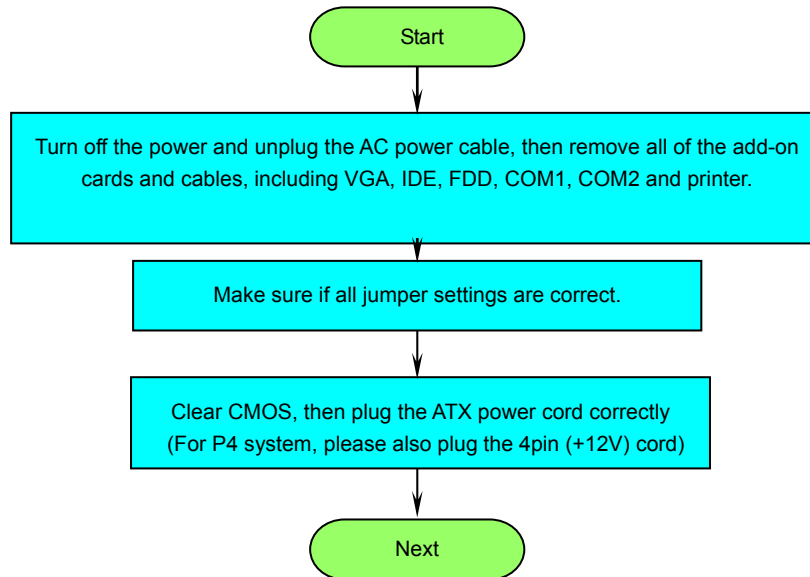 Start
Turn off the power and unplug the AC power cable, then remove all of the add-on
cards and cables, including VGA, IDE, FDD, COM1, COM2 and printer.
Make sure if all jumper settings are correct.
Clear CMOS, then plug the ATX power cord correctly
(For P4 system, please also plug the 4pin (+12V) cord)
Next